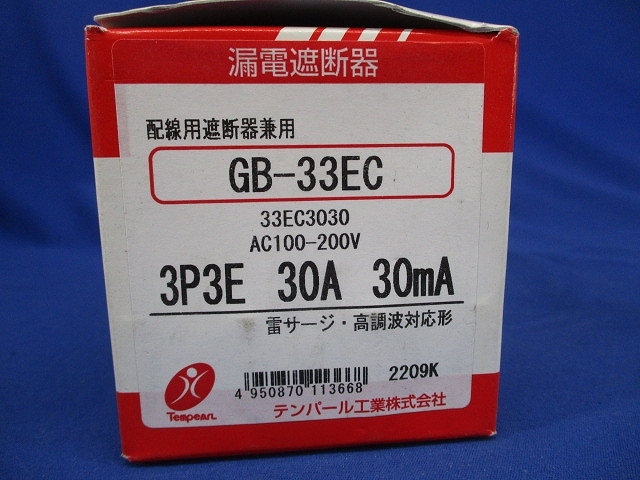 漏電遮断器
配線用遮断器兼用
GB-33EC
33EC3030
AC100-200V
3P3E 30A 30mA
雷サージ・高調波対応形
2209K
4 950870 113668
TEMPEARL
テンパール工業株式会社